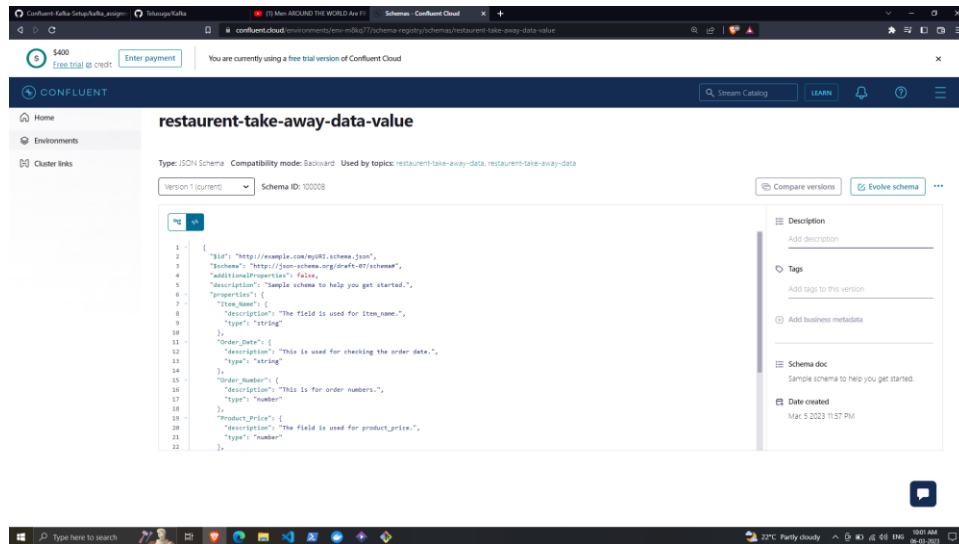 Confluent-Kafka-Setup/kafka_assign
Telusugu/Kafka
(1) Men AROUND THE WORLD Are F
Schemas - Confluent Cloud
confluent.cloud/environments/env-m8kq77/schema-registry/schemas/restaurent-take-away-data-value
$400
Free trial credit
Enter payment
You are currently using a free trial version of Confluent Cloud
CONFLUENT
Stream Catalog
LEARN
Home
Environments
Cluster links
restaurent-take-away-data-value
Type: JSON Schema Compatibility mode: Backward Used by topics: restaurent-take-away-data, restaurent-take-away-data
Version 1 (current)
Schema ID: 100008
Compare versions
Evolve schema
1 {
2 "$id": "http://example.com/myURI.schema.json",
3 "$schema": "http://json-schema.org/draft-07/schema#",
4 "additionalProperties": false,
5 "description": "Sample schema to help you get started.",
6 "properties": {
7 "Item_Name": {
8 "description": "The field is used for item_name.",
9 "type": "string"
10 },
11 "Order_Date": {
12 "description": "This is used for checking the order date.",
13 "type": "string"
14 },
15 "Order_Number": {
16 "description": "This is for order numbers.",
17 "type": "number"
18 },
19 "Product_Price": {
20 "description": "The field is used for product_price.",
21 "type": "number"
22 },
Description
Add description
Tags
Add tags to this version
Add business metadata
Schema doc
Sample schema to help you get started.
Date created
Mar, 5 2023 11:57 PM
Type here to search
22°C Partly cloudy
ENG
10:01 AM
06-03-2023